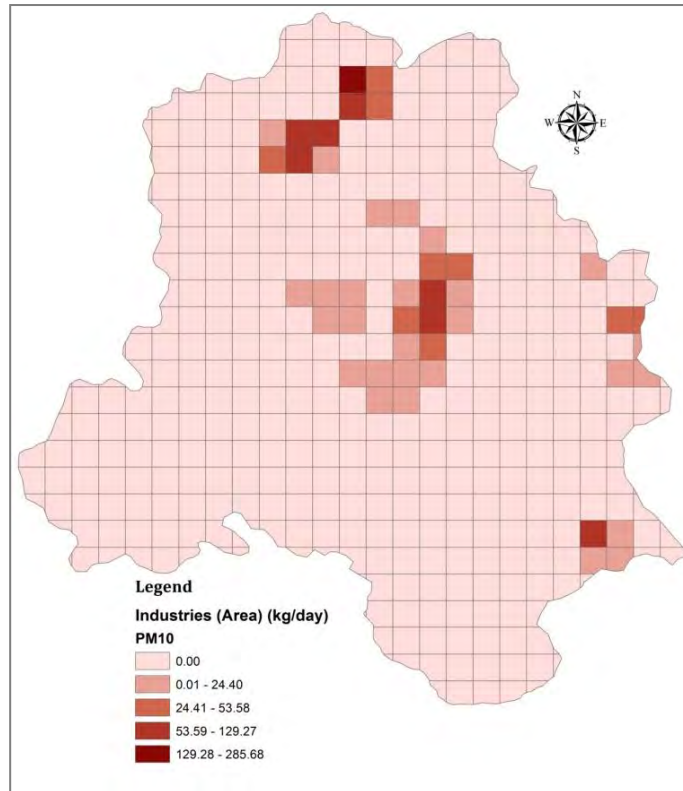 N
W E
S
Legend
Industries (Area) (kg/day)
PM10
0.00
0.01 - 24.40
24.41 - 53.58
53.59 - 129.27
129.28 - 285.68